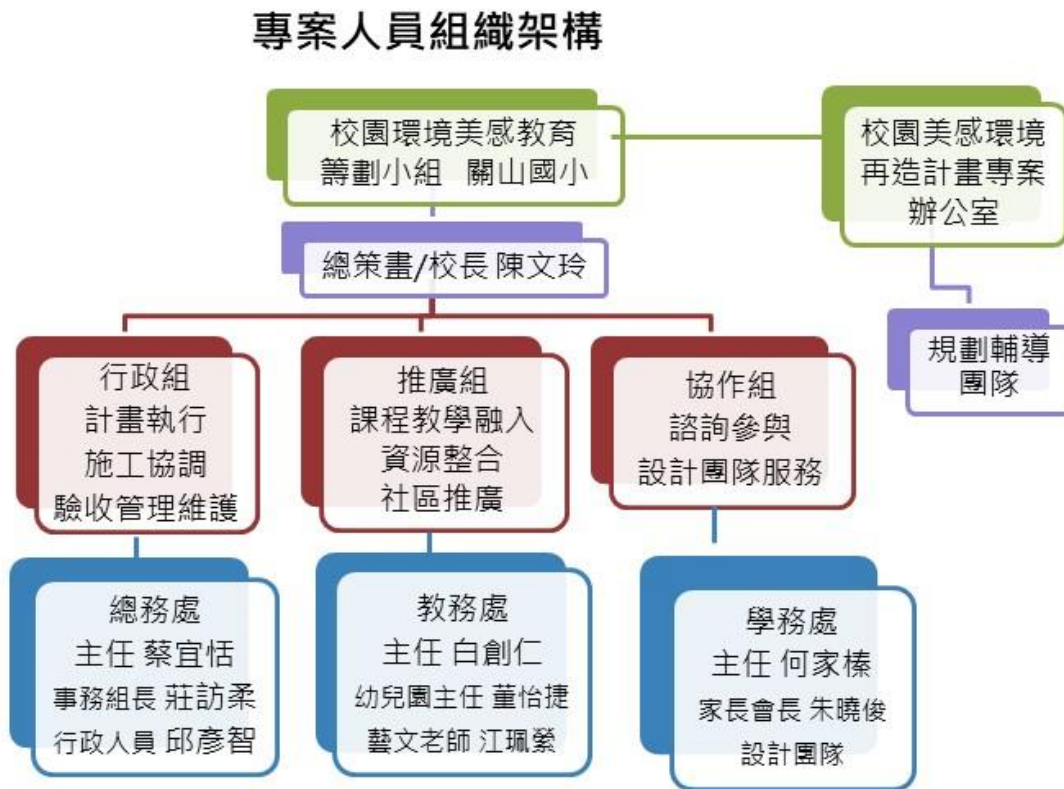 專案人員組織架構
校園環境美感教育
籌劃小組 關山國小
校園美感環境
再造計畫專案
辦公室
總策畫/校長 陳文玲
規劃輔導
團隊
行政組
計畫執行
施工協調
驗收管理維護
推廣組
課程教學融入
資源整合
社區推廣
協作組
諮詢參與
設計團隊服務
總務處
主任 蔡宜恬
事務組長 莊訪柔
行政人員 邱彥智
教務處
主任 白創仁
幼兒園主任 董怡捷
藝文老師 江珮縈
學務處
主任 何家榛
家長會長 朱曉俊
設計團隊